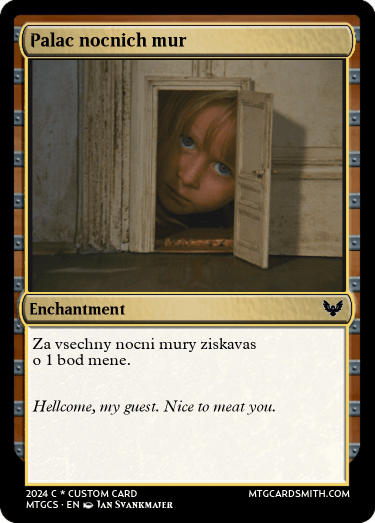 Palac nocnich mur
Enchantment
Za vsechny nocni mury ziskavas
o 1 bod mene.
Hellcome, my guest. Nice to meat you.
2024 C * CUSTOM CARD
MTGCARDSMITH.COM
MTGCS · EN JAN SVANKMAJER